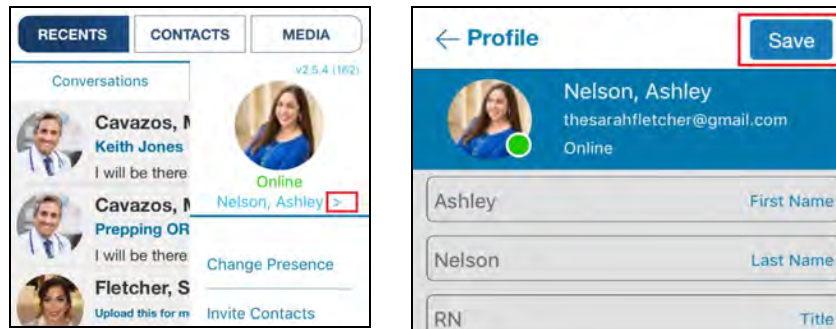 RECENTS CONTACTS MEDIA
v2.5.4 (162)
Conversations
Cavazos, M
Keith Jones
I will be there
Cavazos, M
Prepping OR
I will be there
Fletcher, S
Upload this for m
Online
Nelson, Ashley >
Change Presence
Invite Contacts
← Profile Save
Nelson, Ashley
thesarahfletcher@gmail.com
Online
Ashley First Name
Nelson Last Name
RN Title